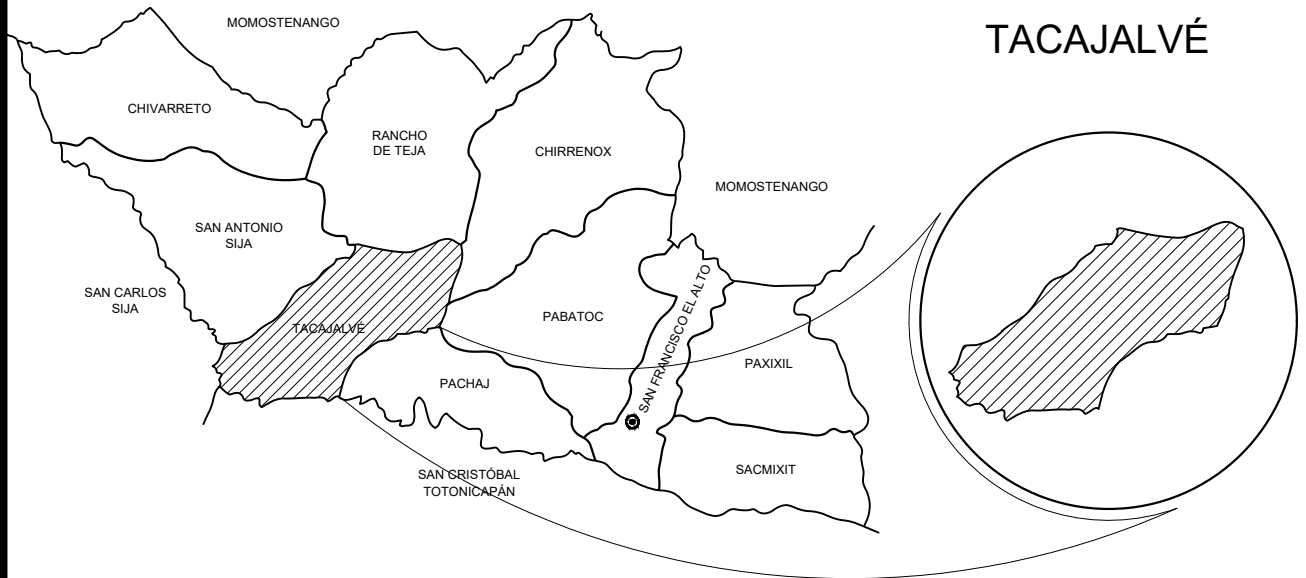 MOMOSTENANGO
TACAJALVÉ
CHIVARRETO
RANCHO
DE TEJA
CHIRRENOX
MOMOSTENANGO
SAN ANTONIO
SIJA
SAN CARLOS
SIJA
TACAJALVÉ
PABATOC
SAN FRANCISCO EL ALTO
PAXIXIL
PACHAJ
SAN CRISTÓBAL
TOTONICAPÁN
SACMIXIT